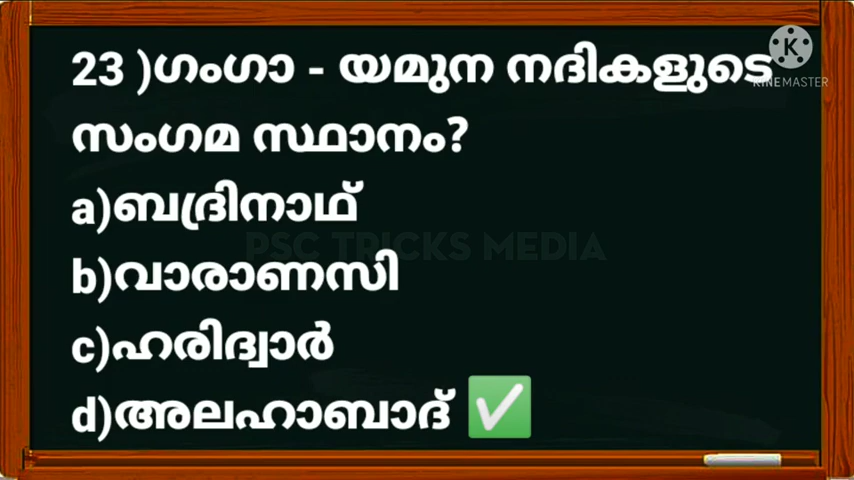 23 )ഗംഗാ - യമുന നദികളുടെ
KINEMASTER
സംഗമ സ്ഥാനം?
a)ബദ്രിനാഥ്
PSC TRICKS MEDIA
b)വാരാണസി
c)ഹരിദ്വാർ
d)അലഹാബാദ് ✅